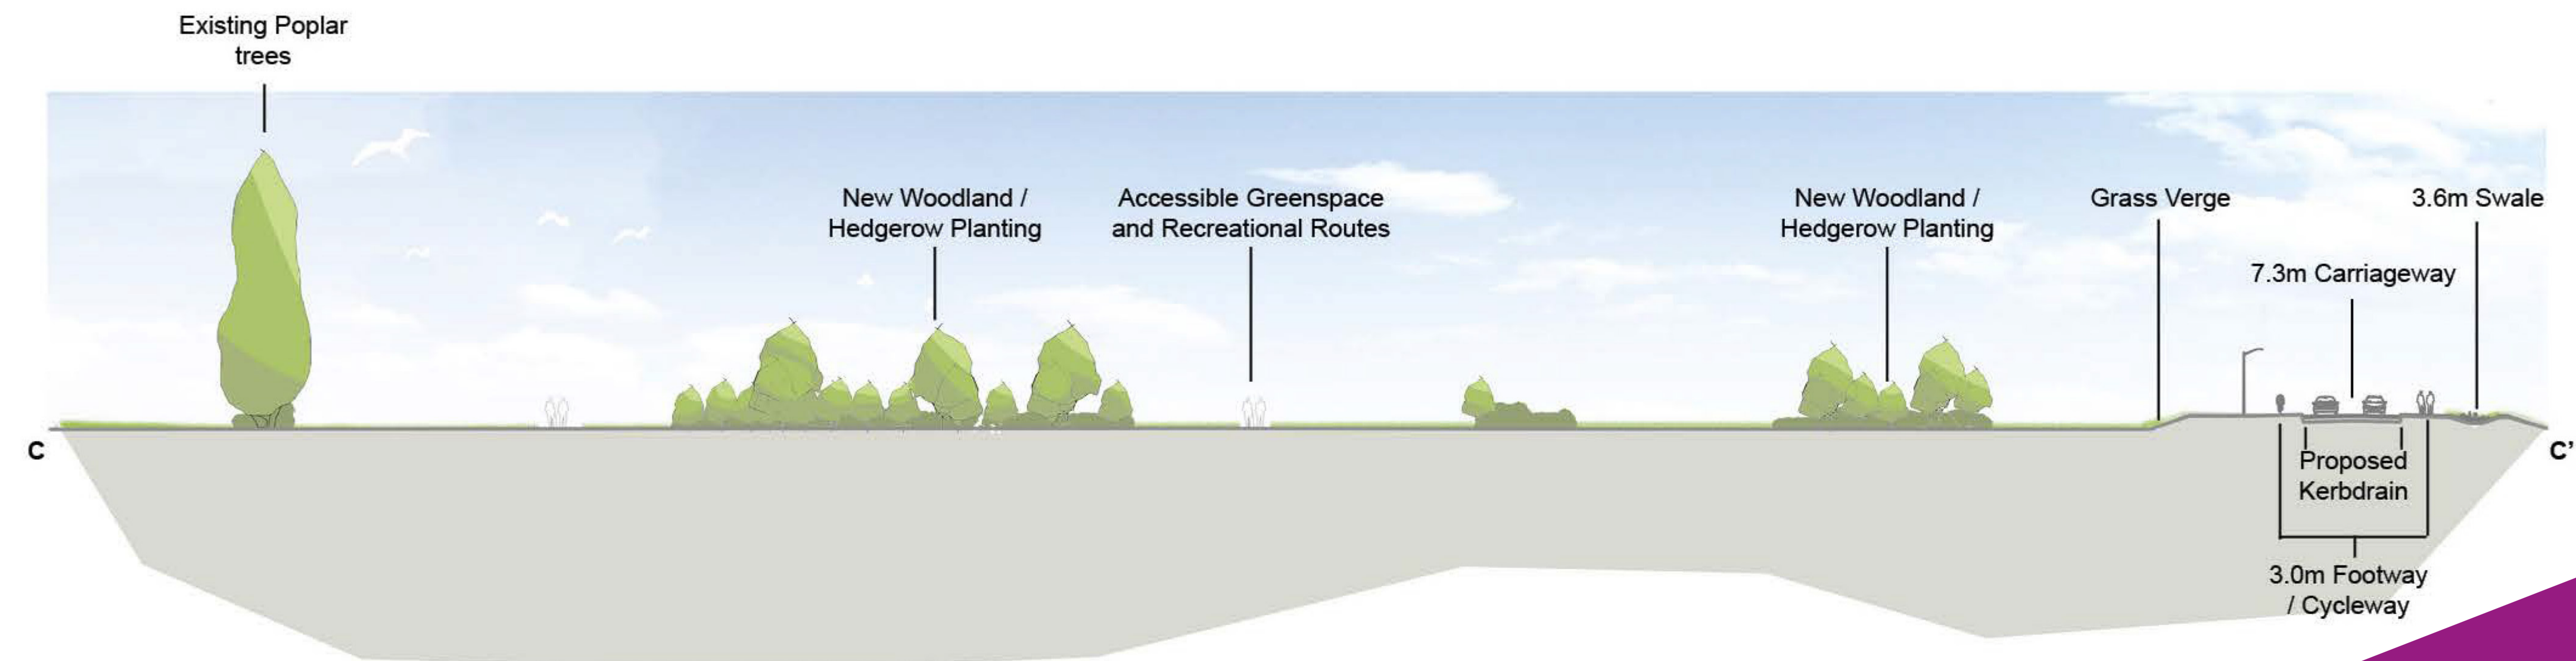 Existing Poplar
trees
New Woodland /
Hedgerow Planting
Accessible Greenspace
and Recreational Routes
New Woodland /
Hedgerow Planting
Grass Verge
3.6m Swale
7.3m Carriageway
C
C’
Proposed
Kerbdrain
3.0m Footway
/ Cycleway